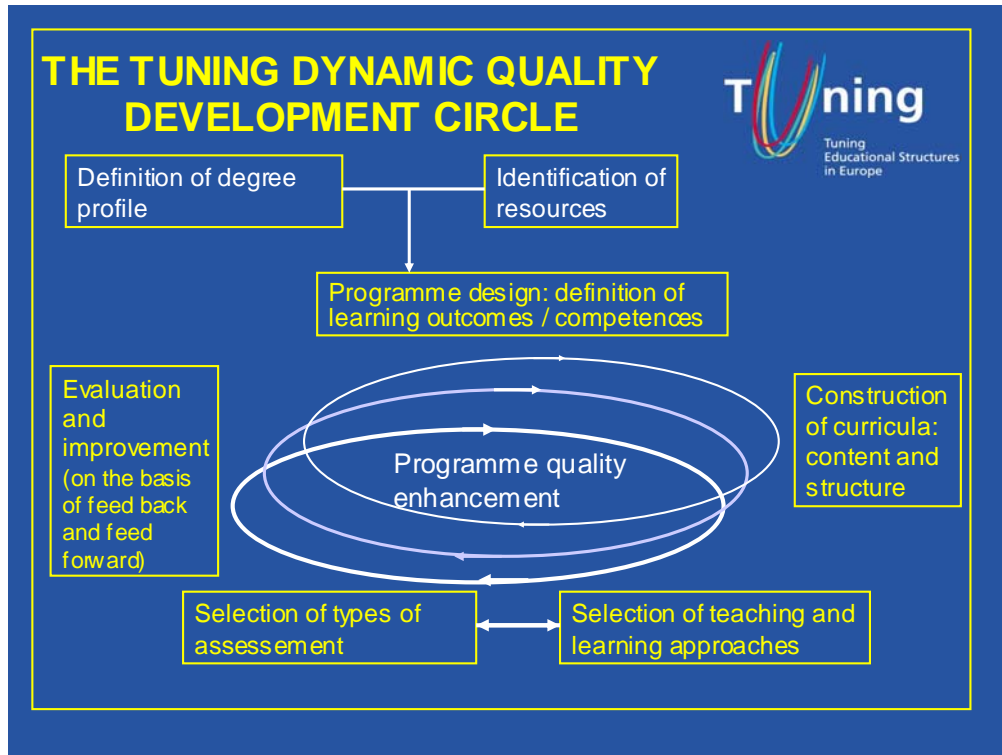 THE TUNING DYNAMIC QUALITY
DEVELOPMENT CIRCLE
Tuning
Tuning
Educational Structures
in Europe
Definition of degree
profile
Identification of
resources
Programme design: definition of
learning outcomes / competences
Evaluation
and
improvement
(on the basis
of feed back
and feed
forward)
Programme quality
enhancement
Construction
of curricula:
content and
structure
Selection of types of
assessement
Selection of teaching and
learning approaches